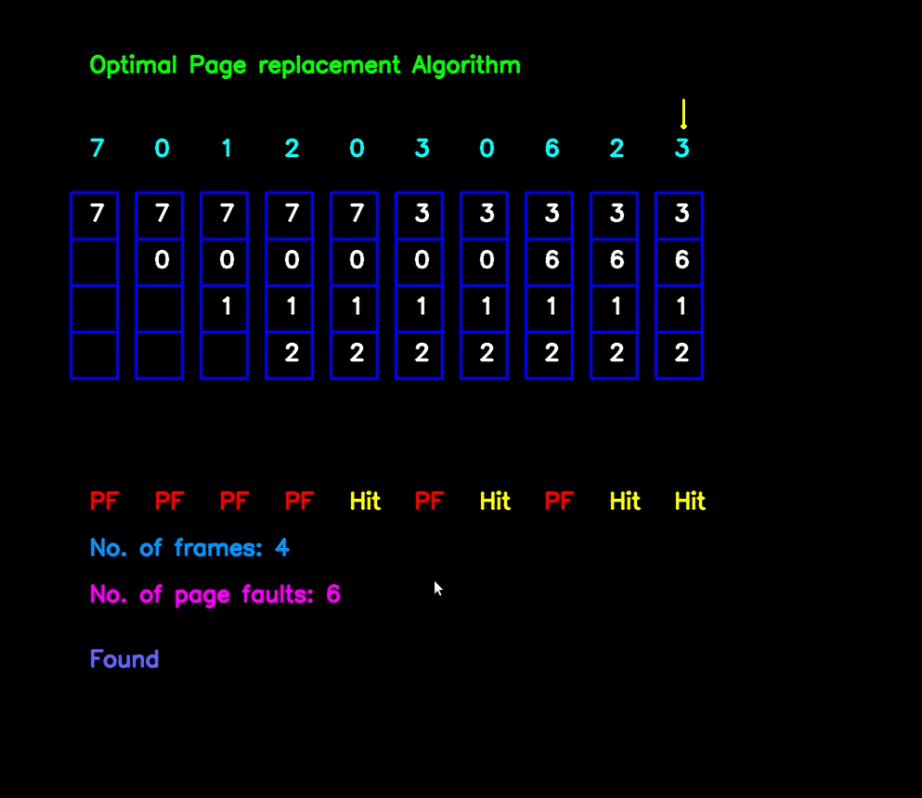 Optimal Page replacement Algorithm
7 0 1 2 0 3 0 6 2 3
7 7 7 7 7 3 3 3 3 3
0 0 0 0 0 0 6 6 6
1 1 1 1 1 1 1 1
2 2 2 2 2 2 2
PF PF PF PF Hit PF Hit PF Hit Hit
No. of frames: 4
No. of page faults: 6
Found